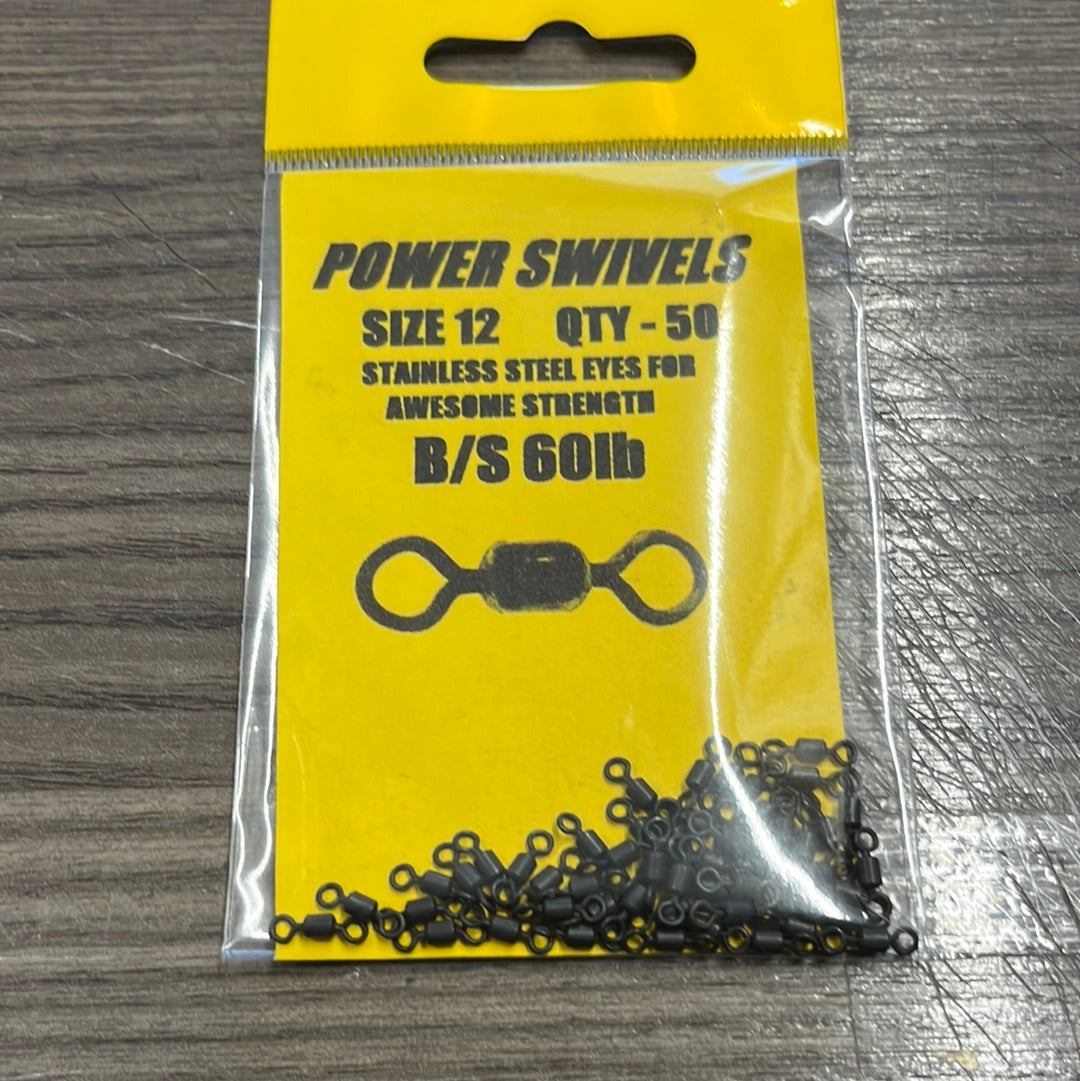 POWER SWIVELS
SIZE 12 QTY - 50
STAINLESS STEEL EYES FOR
AWESOME STRENGTH
B/S 60lb